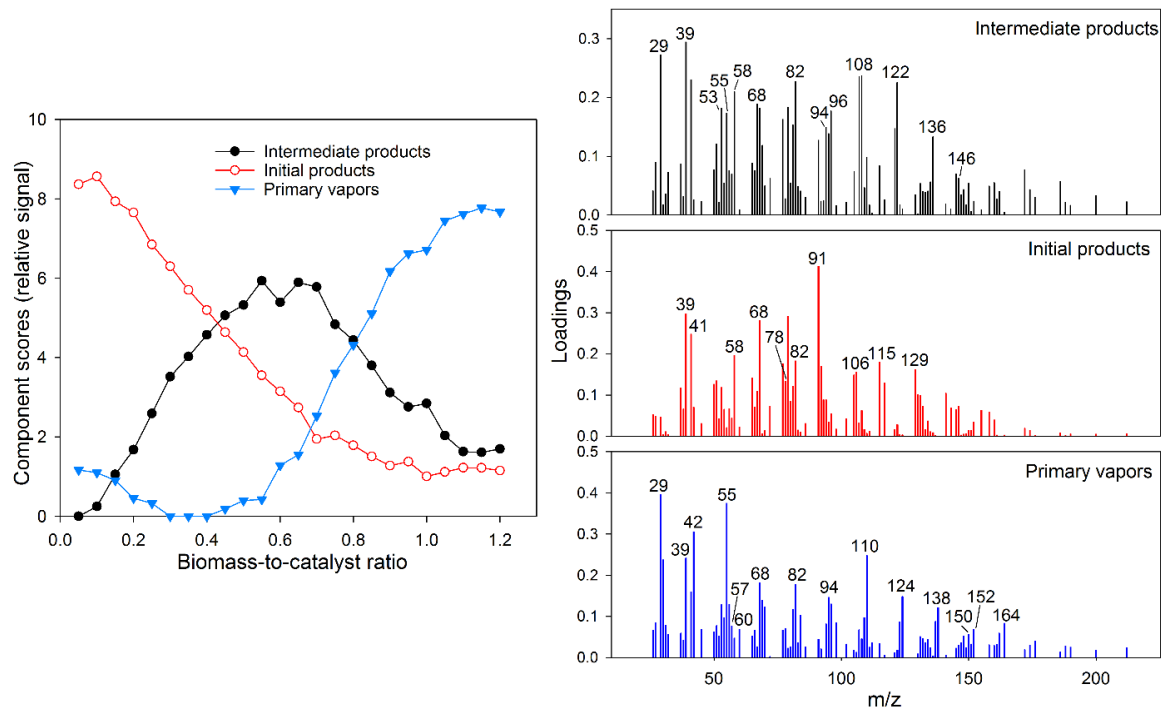 Component scores (relative signal)
10
8
6
4
2
0
Intermediate products
Initial products
Primary vapors
0.0 0.2 0.4 0.6 0.8 1.0 1.2
Biomass-to-catalyst ratio
Loadings
Intermediate products
0.3
0.2
0.1
0.0
29 39 53 55 58 68 82 94 96 108 122 136 146
Initial products
0.5
0.4
0.3
0.2
0.1
0.0
39 41 58 68 78 82 91 106 115 129
Primary vapors
0.5
0.4
0.3
0.2
0.1
0.0
29 39 42 55 57 60 68 82 94 110 124 138 150 152 164
50 100 150 200
m/z